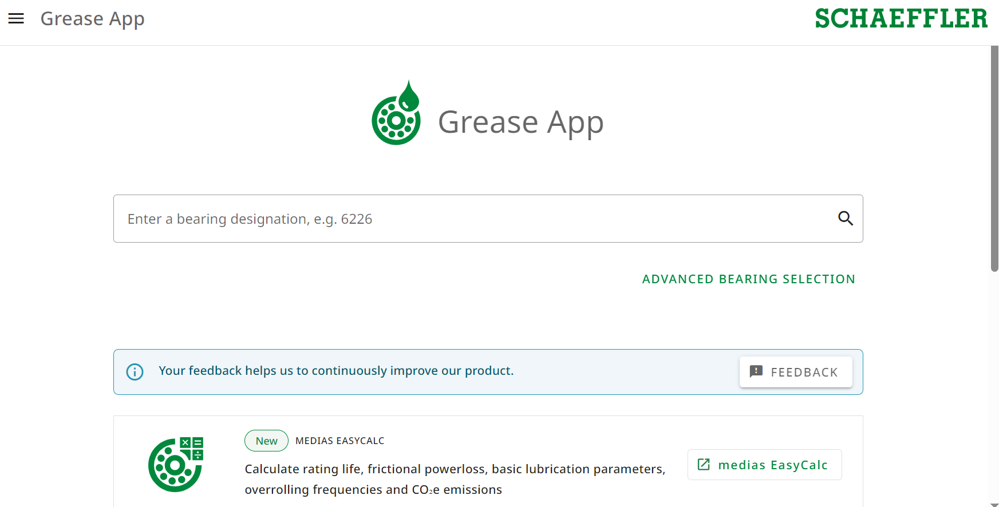 Grease App
SCHAEFFLER
Grease App
Enter a bearing designation, e.g. 6226
ADVANCED BEARING SELECTION
Your feedback helps us to continuously improve our product.
FEEDBACK
New
MEDIAS EASYCALC
Calculate rating life, frictional powerloss, basic lubrication parameters,
overrolling frequencies and CO₂e emissions
medias EasyCalc